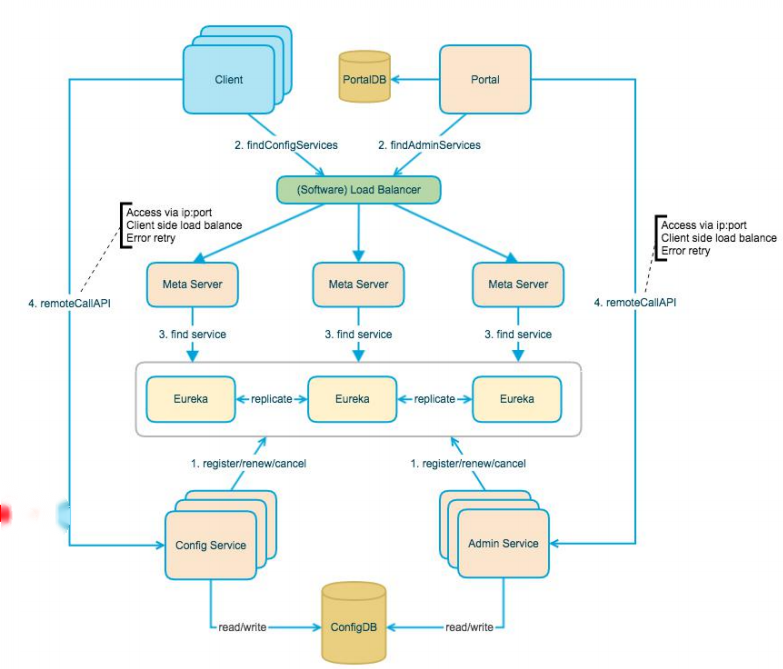 Client
PortalDB
Portal
2. findConfigServices
2. findAdminServices
(Software) Load Balancer
Access via ip:port
Client side load balance
Error retry
Access via ip:port
Client side load balance
Error retry
Meta Server
Meta Server
Meta Server
4. remoteCallAPI
4. remoteCallAPI
3. find service
3. find service
3. find service
Eureka
replicate
Eureka
replicate
Eureka
1. register/renew/cancel
1. register/renew/cancel
Config Service
Admin Service
read/write
ConfigDB
read/write